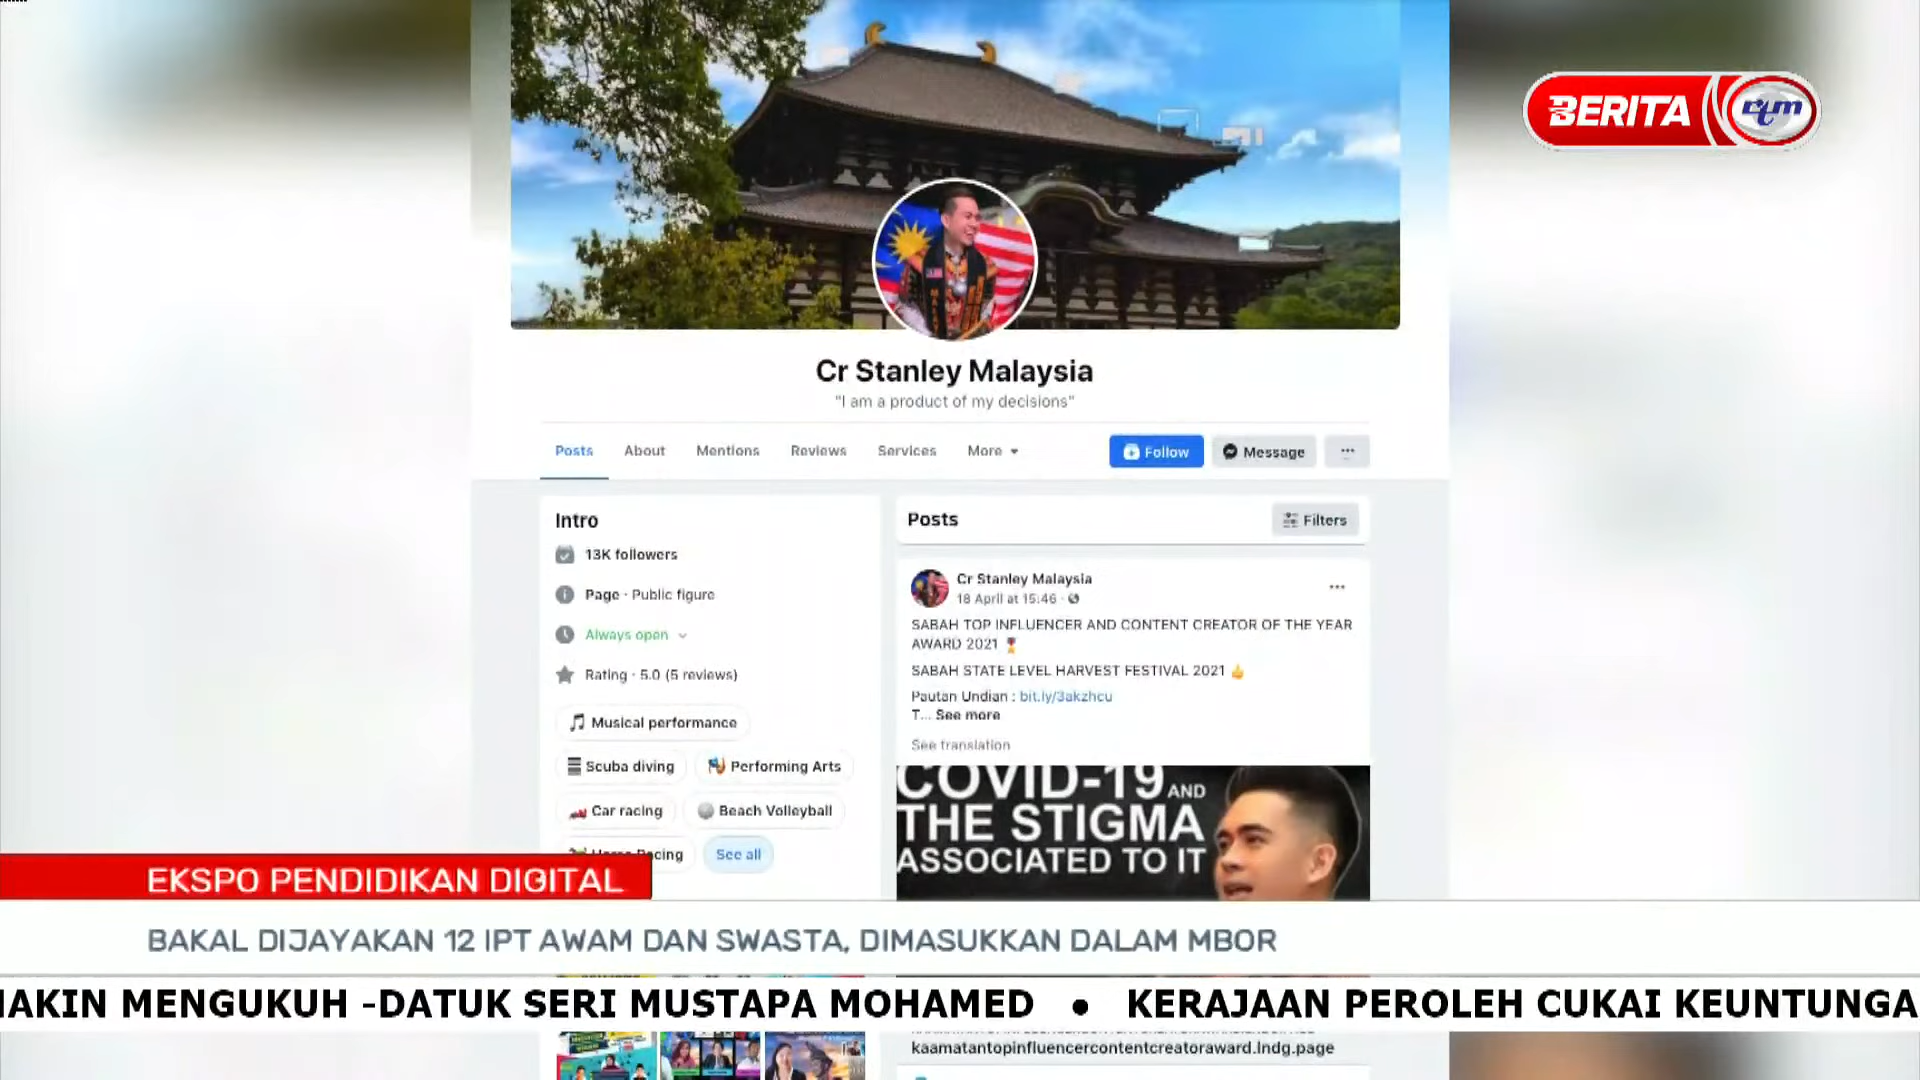 BERITA rtm
Cr Stanley Malaysia
"I am a product of my decisions"
Posts About Mentions Reviews Services More Follow Message ...
Intro
13K followers
Page · Public figure
Always open
Rating · 5.0 (5 reviews)
Musical performance
Scuba diving Performing Arts
Car racing Beach Volleyball
Racing See all
Posts Filters
Cr Stanley Malaysia ...
18 April at 15:46 ·
SABAH TOP INFLUENCER AND CONTENT CREATOR OF THE YEAR
AWARD 2021
SABAH STATE LEVEL HARVEST FESTIVAL 2021
Pautan Undian : bit.ly/3akzhcu
T... See more
See translation
COVID-19 AND
THE STIGMA
ASSOCIATED TO IT
EKSPO PENDIDIKAN DIGITAL
BAKAL DIJAYAKAN 12 IPT AWAM DAN SWASTA, DIMASUKKAN DALAM MBOR
MENGUKUH -DATUK SERI MUSTAPA MOHAMED • KERAJAAN PEROLEH CUKAI KEUNTUNGA
kaamatantopinfluencercontentcreatoraward.lndg.page